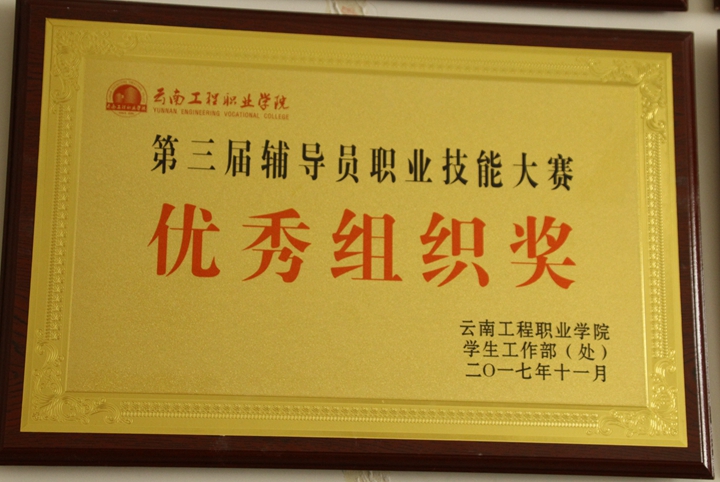 云南工程职业学院
YUNNAN ENGINEERING VOCATIONAL COLLEGE
第三届辅导员职业技能大赛
优秀组织奖
云南工程职业学院
学生工作部（处）
二〇一七年十一月